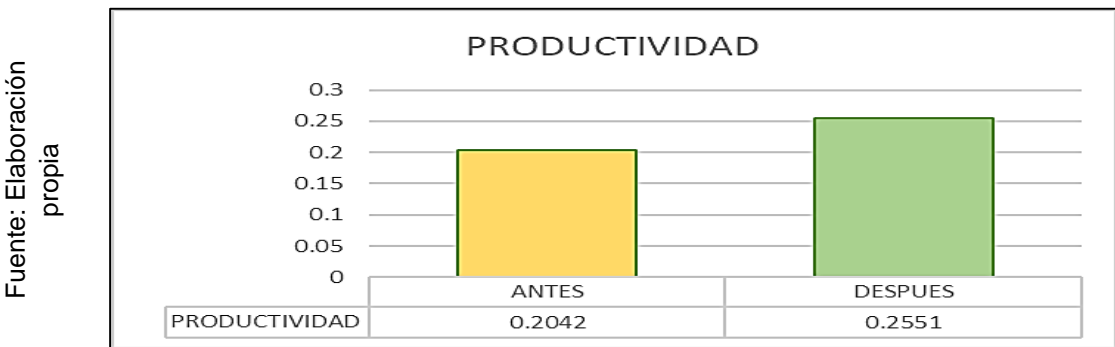 Fuente: Elaboración
propia
PRODUCTIVIDAD
0.3
0.25
0.2
0.15
0.1
0.05
0
ANTES DESPUES
PRODUCTIVIDAD 0.2042 0.2551